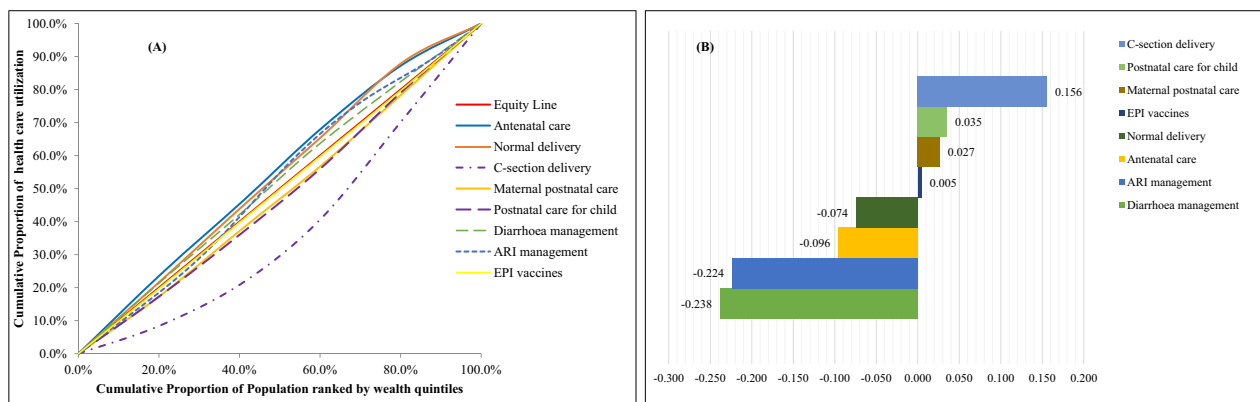 (A)
Cumulative Proportion of health care utilization
100.0%
90.0%
80.0%
70.0%
60.0%
50.0%
40.0%
30.0%
20.0%
10.0%
0.0%
0.0% 20.0% 40.0% 60.0% 80.0% 100.0%
Cumulative Proportion of Population ranked by wealth quintiles
Equity Line
Antenatal care
Normal delivery
C-section delivery
Maternal postnatal care
Postnatal care for child
Diarrhoea management
ARI management
EPI vaccines
(B)
0.156
0.035
0.027
0.005
-0.074
-0.096
-0.224
-0.238
-0.300 -0.250 -0.200 -0.150 -0.100 -0.050 0.000 0.050 0.100 0.150 0.200
C-section delivery
Postnatal care for child
Maternal postnatal care
EPI vaccines
Normal delivery
Antenatal care
ARI management
Diarrhoea management